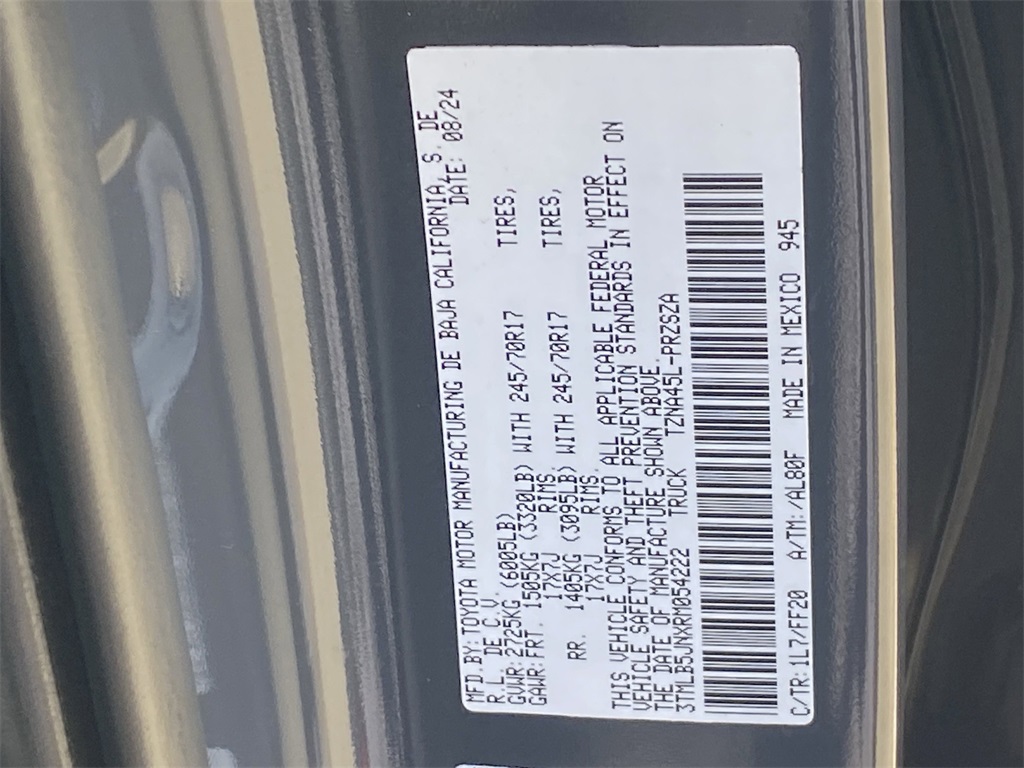 MFD.BY:TOYOTA MOTOR MANUFACTURING DE BAJA CALIFORNIA,S. DE
R.L. DE C.V. DATE: 08/24
GVWR:2725KG (6005LB)
GAWR:FRT. 1505KG (3320LB) WITH 245/70R17 TIRES,
17X7J RIMS
RR. 1405KG (3095LB) WITH 245/70R17 TIRES,
17X7J RIMS.
THIS VEHICLE CONFORMS TO ALL APPLICABLE FEDERAL MOTOR
VEHICLE SAFETY AND THEFT PREVENTION STANDARDS IN EFFECT ON
THE DATE OF MANUFACTURE SHOWN ABOVE.
3TMLB5JNXRM054222 TRUCK TZNA45L-PRZSZA
C/TR:1L7/FF20 A/TM:/AL80F MADE IN MEXICO 945